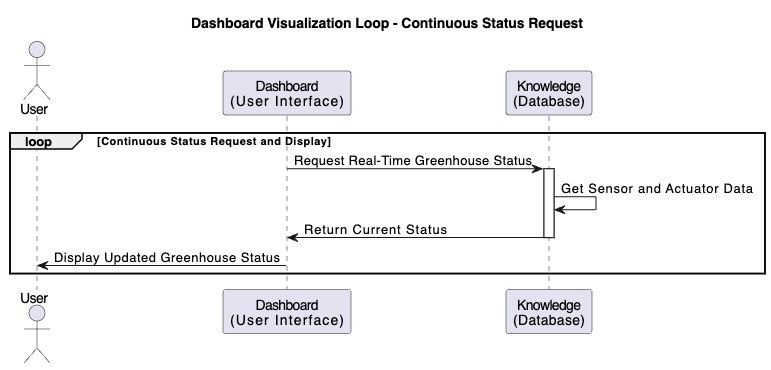 Dashboard Visualization Loop - Continuous Status Request
User
Dashboard
(User Interface)
Knowledge
(Database)
loop
[Continuous Status Request and Display]
Request Real-Time Greenhouse Status
Get Sensor and Actuator Data
Return Current Status
Display Updated Greenhouse Status
User
Dashboard
(User Interface)
Knowledge
(Database)